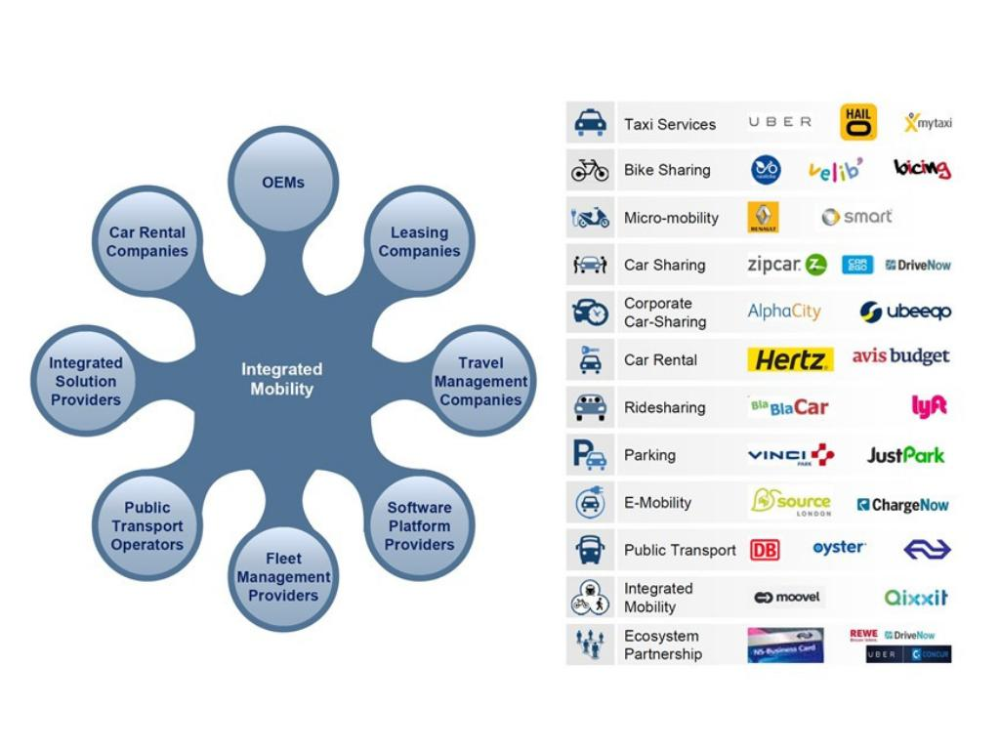 OEMs
Car Rental
Companies
Leasing
Companies
Integrated
Solution
Providers
Integrated
Mobility
Travel
Management
Companies
Public
Transport
Operators
Software
Platform
Providers
Fleet
Management
Providers
Taxi Services UBER HAILO mytaxi
Bike Sharing velib' bicing
Micro-mobility RENAULT smart
Car Sharing zipcar. Z CAR2GO DriveNow
Corporate
Car-Sharing AlphaCity ubeeqo
Car Rental Hertz avis budget
Ridesharing Bla BlaCar lyft
P Parking VINCI PARK JustPark
E-Mobility source LONDON ChargeNow
Public Transport DB oyster
Integrated
Mobility moovel Qixxit
Ecosystem
Partnership NS-Business Card REWE DriveNow
UBER CONCUR